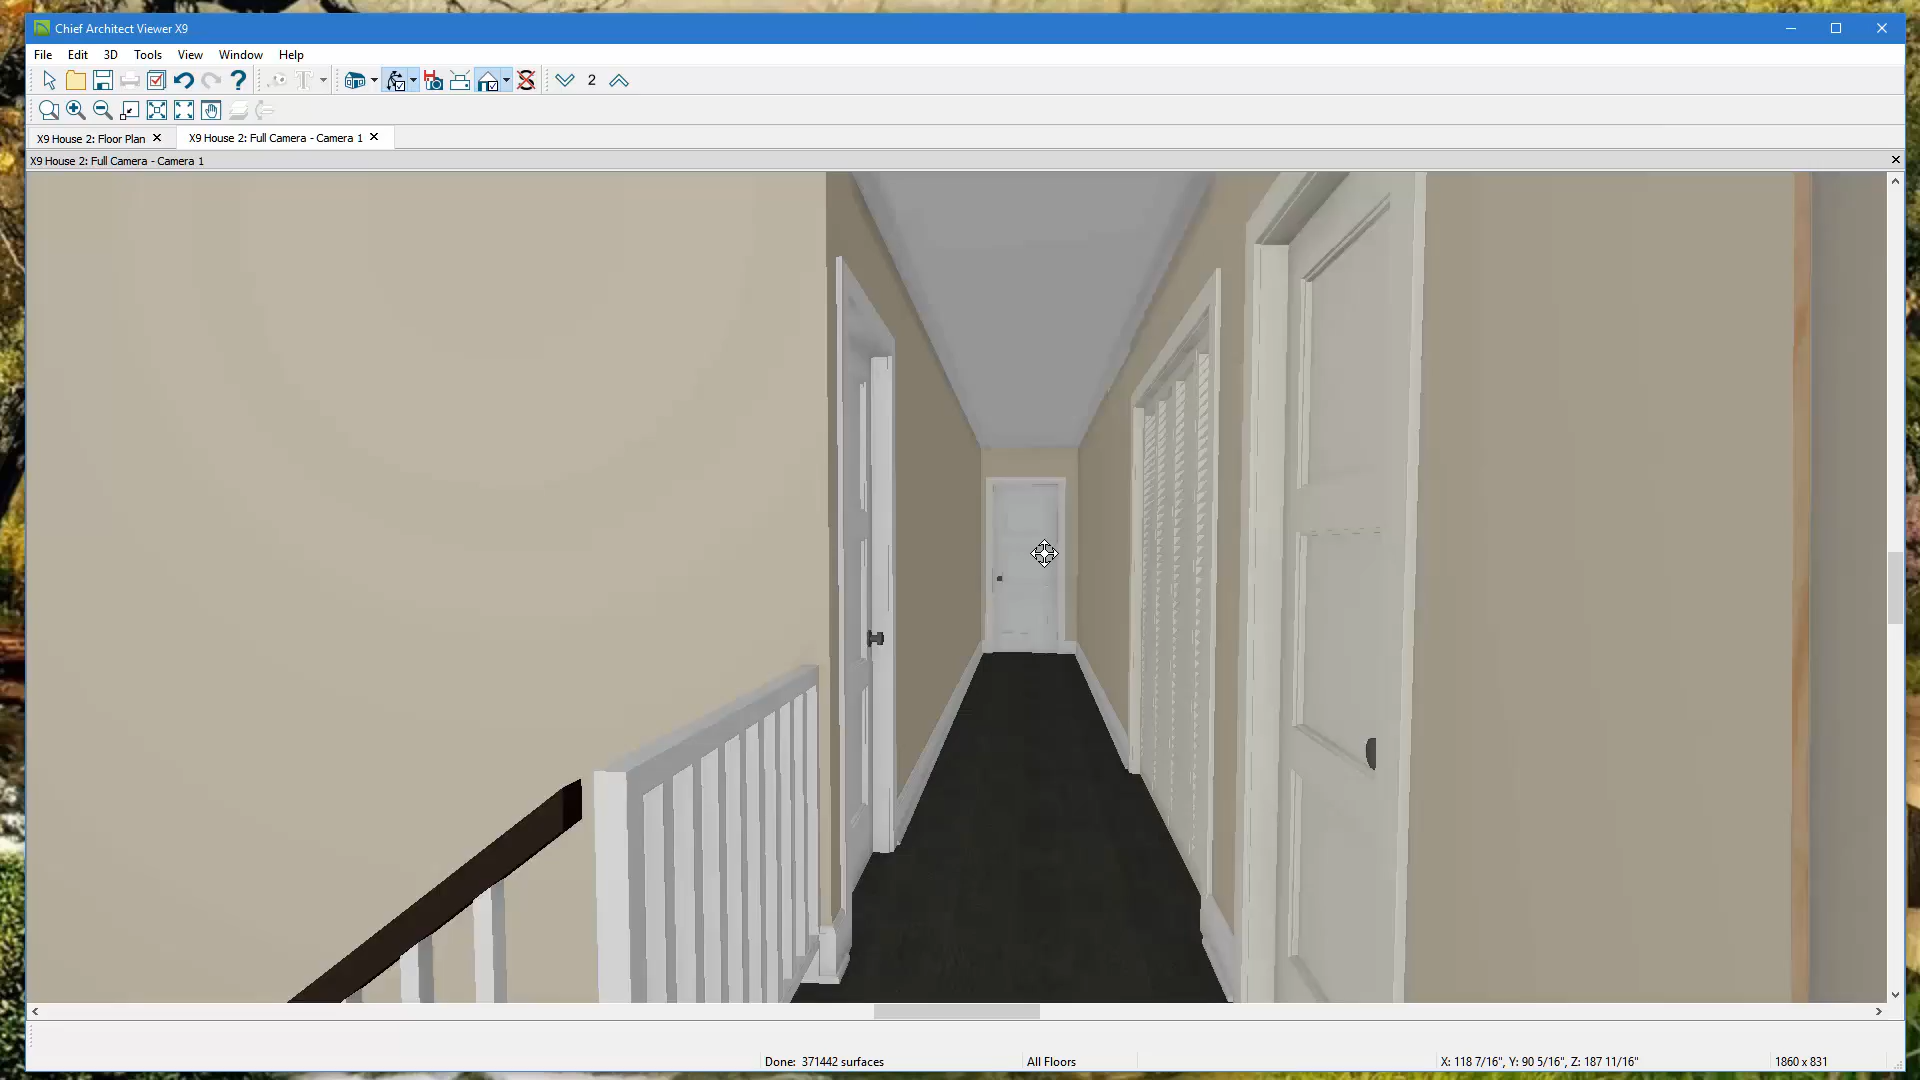 Chief Architect Viewer X9
File Edit 3D Tools View Window Help
2
X9 House 2: Floor Plan X9 House 2: Full Camera - Camera 1
X9 House 2: Full Camera - Camera 1
Done: 371442 surfaces All Floors X: 118 7/16", Y: 90 5/16", Z: 187 11/16" 1860 x 831